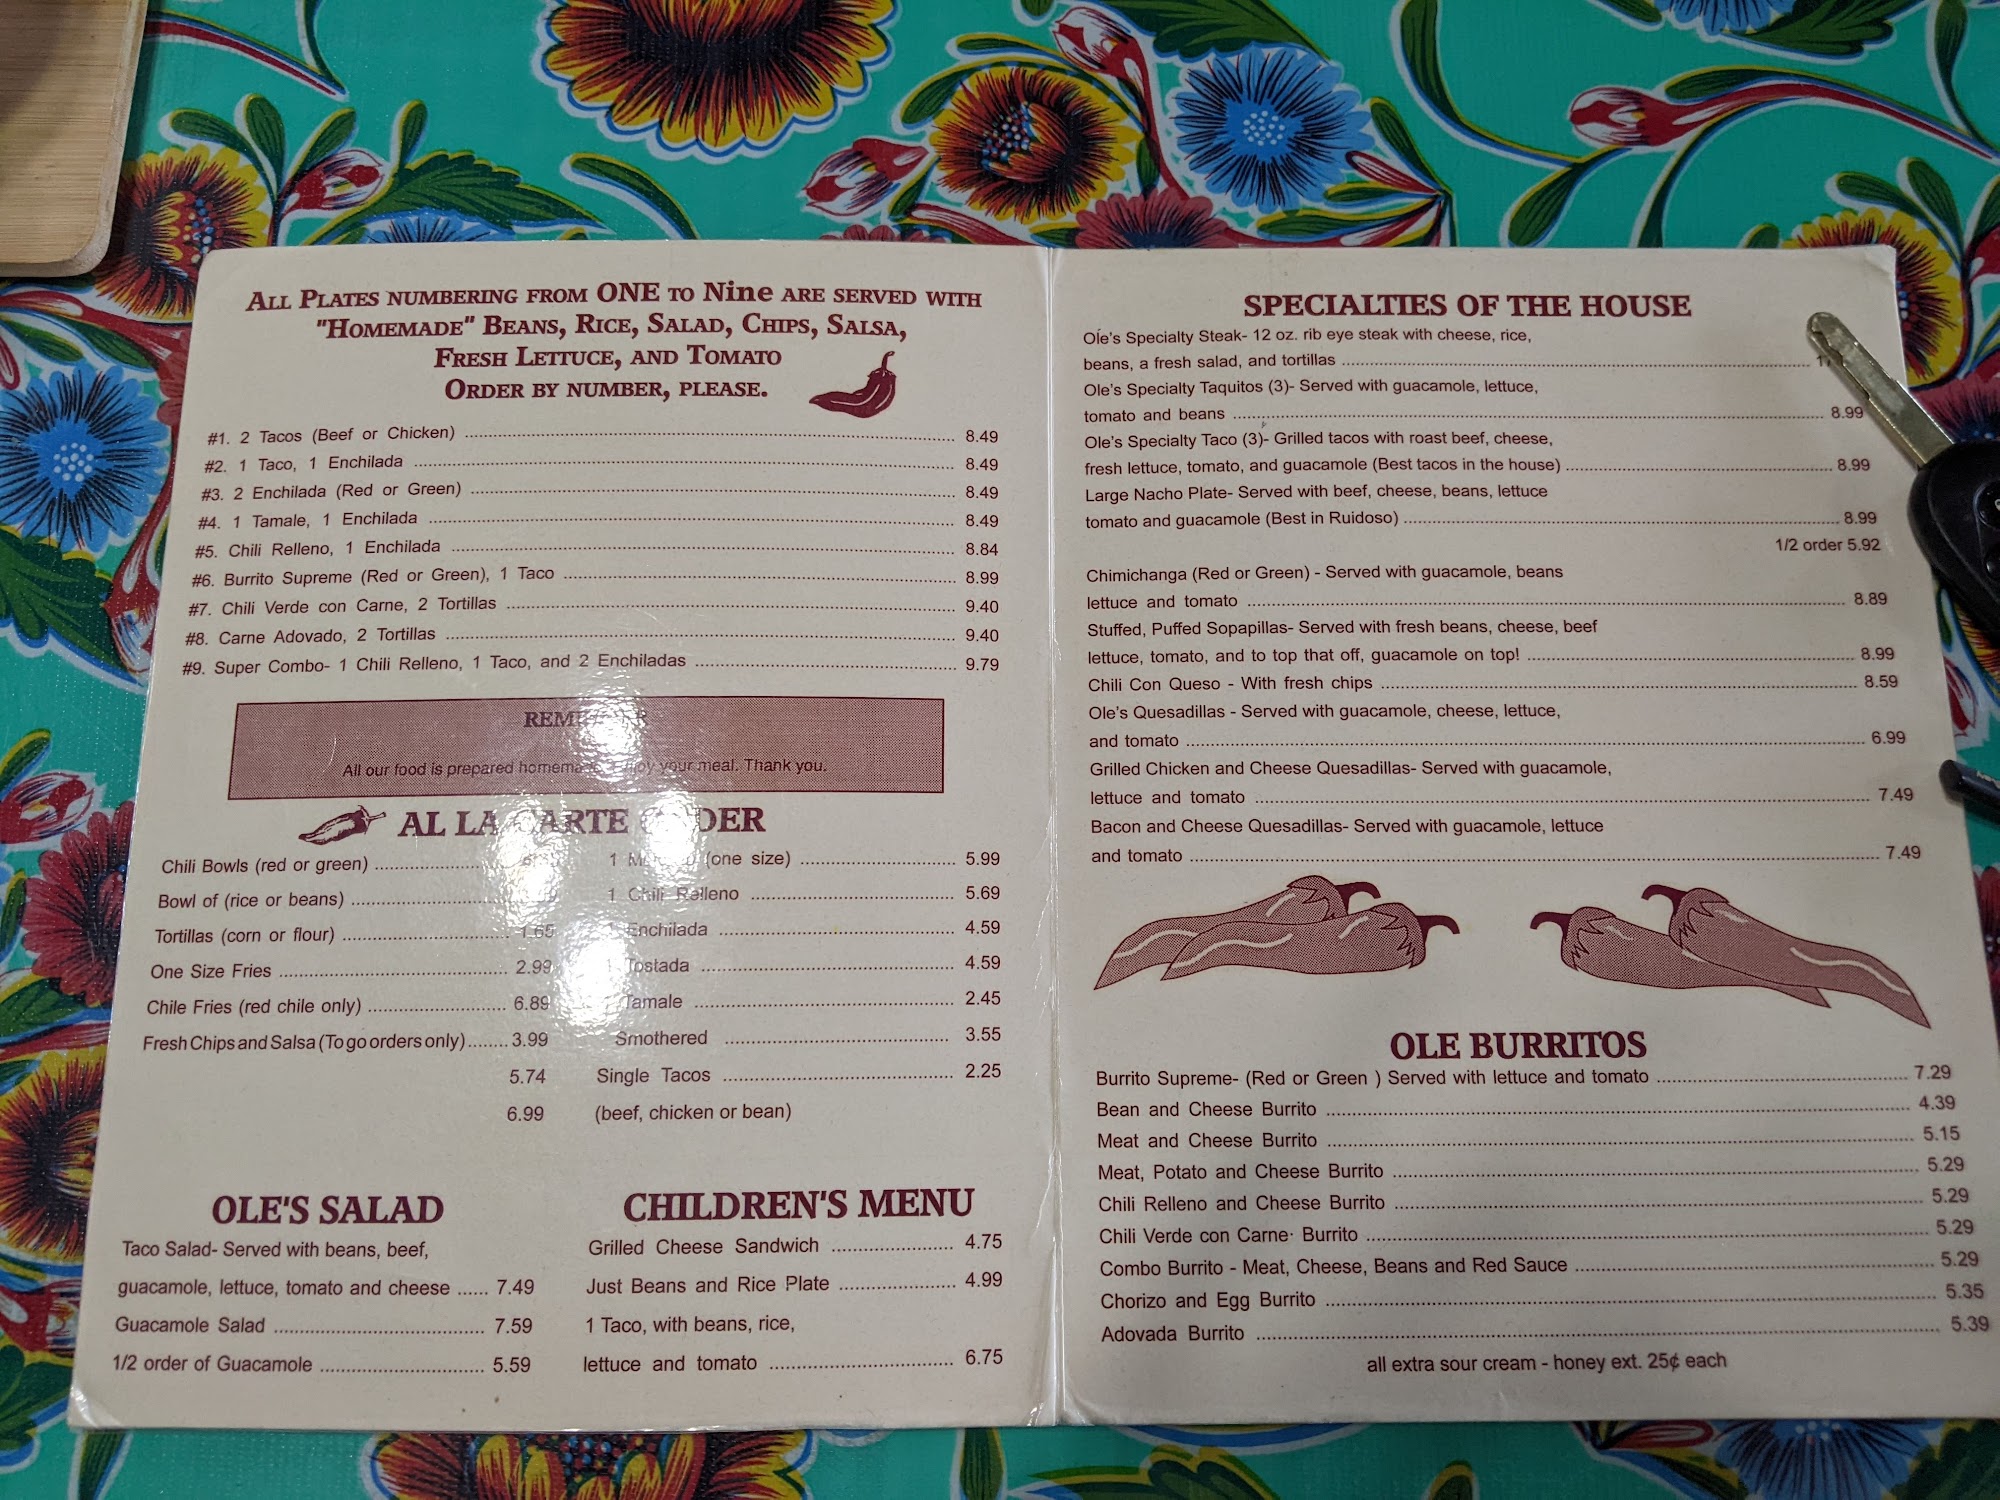 All Plates numbering from ONE to Nine are served with
"Homemade" Beans, Rice, Salad, Chips, Salsa,
Fresh Lettuce, and Tomato
Order by number, please.
#1. 2 Tacos (Beef or Chicken) 8.49
#2. 1 Taco, 1 Enchilada 8.49
#3. 2 Enchilada (Red or Green) 8.49
#4. 1 Tamale, 1 Enchilada 8.49
#5. Chili Relleno, 1 Enchilada 8.84
#6. Burrito Supreme (Red or Green), 1 Taco 8.99
#7. Chili Verde con Carne, 2 Tortillas 9.40
#8. Carne Adovado, 2 Tortillas 9.40
#9. Super Combo- 1 Chili Relleno, 1 Taco, and 2 Enchiladas 9.79
All our food is prepared your meal. Thank you.
AL LA CARTE ORDER
Chili Bowls (red or green)
Bowl of (rice or beans)
Tortillas (corn or flour) 1.65
One Size Fries 2.99
Chile Fries (red chile only) 6.89
Fresh Chips and Salsa (To go orders only) 3.99
5.74
6.99
1 (one size) 5.99
1 Chili Relleno 5.69
Enchilada 4.59
Tostada 4.59
Tamale 2.45
Smothered 3.55
Single Tacos 2.25
(beef, chicken or bean)
OLE'S SALAD
Taco Salad- Served with beans, beef,
guacamole, lettuce, tomato and cheese 7.49
Guacamole Salad 7.59
1/2 order of Guacamole 5.59
CHILDREN'S MENU
Grilled Cheese Sandwich 4.75
Just Beans and Rice Plate 4.99
1 Taco, with beans, rice,
lettuce and tomato 6.75
SPECIALTIES OF THE HOUSE
Ole's Specialty Steak- 12 oz. rib eye steak with cheese, rice,
beans, a fresh salad, and tortillas
Ole's Specialty Taquitos (3)- Served with guacamole, lettuce,
tomato and beans 8.99
Ole's Specialty Taco (3)- Grilled tacos with roast beef, cheese,
fresh lettuce, tomato, and guacamole (Best tacos in the house) 8.99
Large Nacho Plate- Served with beef, cheese, beans, lettuce
tomato and guacamole (Best in Ruidoso) 8.99
1/2 order 5.92
Chimichanga (Red or Green) - Served with guacamole, beans
lettuce and tomato 8.89
Stuffed, Puffed Sopapillas- Served with fresh beans, cheese, beef
lettuce, tomato, and to top that off, guacamole on top! 8.99
Chili Con Queso - With fresh chips 8.59
Ole's Quesadillas - Served with guacamole, cheese, lettuce,
and tomato 6.99
Grilled Chicken and Cheese Quesadillas- Served with guacamole,
lettuce and tomato 7.49
Bacon and Cheese Quesadillas- Served with guacamole, lettuce
and tomato 7.49
OLE BURRITOS
Burrito Supreme- (Red or Green ) Served with lettuce and tomato 7.29
Bean and Cheese Burrito 4.39
Meat and Cheese Burrito 5.15
Meat, Potato and Cheese Burrito 5.29
Chili Relleno and Cheese Burrito 5.29
Chili Verde con Carne· Burrito 5.29
Combo Burrito - Meat, Cheese, Beans and Red Sauce 5.29
Chorizo and Egg Burrito 5.35
Adovada Burrito 5.39
all extra sour cream - honey ext. 25¢ each